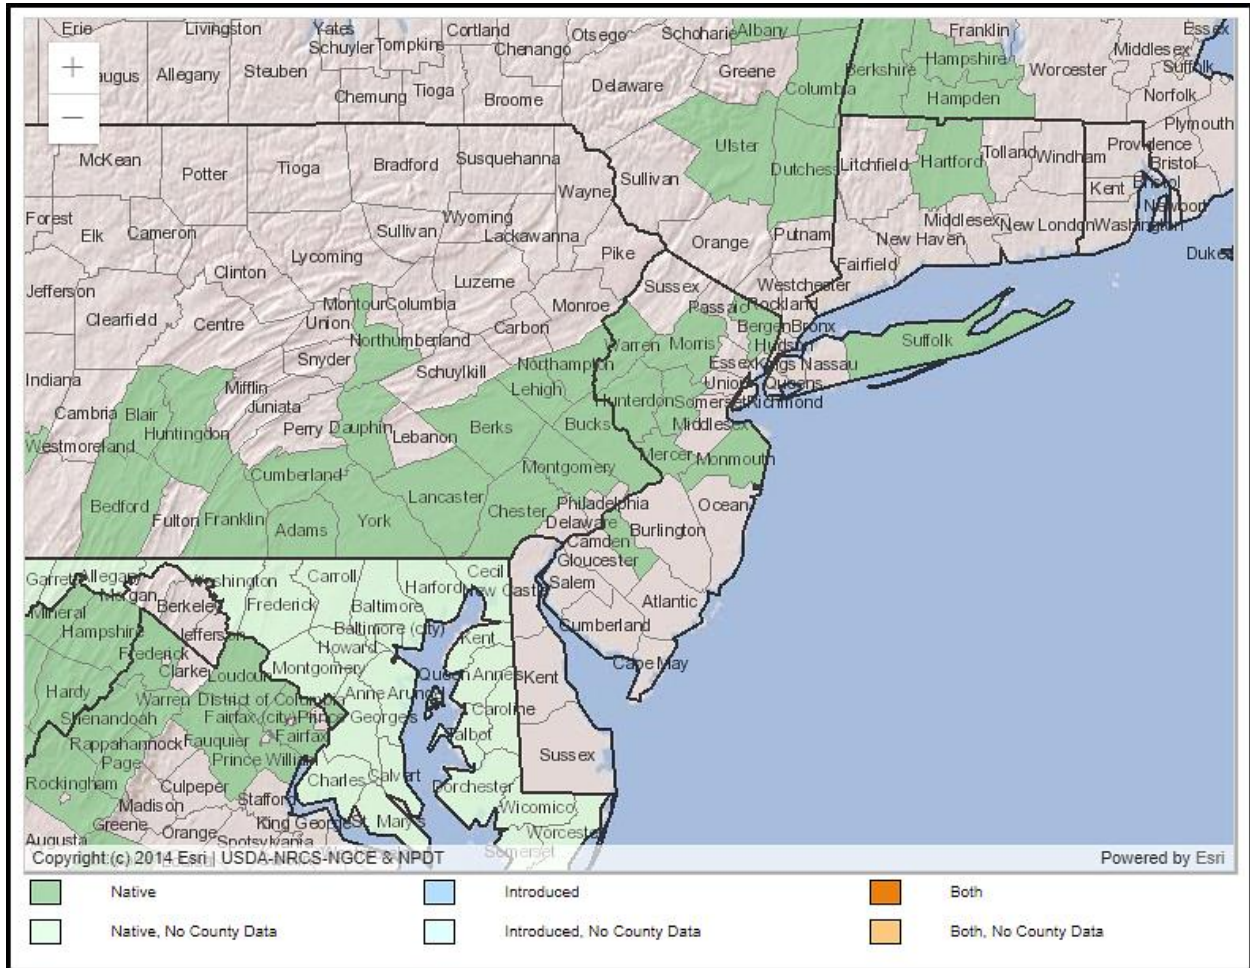 Erie Livingston Yates Cortland Otsego Schoharie Albany Franklin Essex
Schuyler Tompkins Chenango Middlesex
augus Allegany Steuben Greene Berkshire Hampshire Worcester Suffolk
Chemung Tioga Broome Delaware Columbia Hampden Norfolk
Plymouth
McKean Potter Tioga Bradford Susquehanna Ulster Dutchess Litchfield Hartford Tolland Windham Providence Bristol
Wayne Sullivan Kent Bristol
Forest Elk Cameron Sullivan Wyoming Lackawanna Orange Putnam Middlesex New London Washington Newport
Lycoming Pike New Haven Dukes
Clinton Luzerne Sussex Westchester Fairfield
Jefferson Montour Columbia Monroe Passaic Rockland
Clearfield Centre Union Carbon Bergen Bronx
Snyder Northumberland Northampton Warren Morris Hudson Suffolk
Indiana Mifflin Schuylkill Lehigh Essex Kings Nassau
Cambria Blair Juniata Union Queens
Westmoreland Huntingdon Perry Dauphin Lebanon Berks Bucks Hunterdon Somerset Richmond
Middlesex
Cumberland Montgomery Mercer Monmouth
Bedford Fulton Franklin Adams York Lancaster Chester Philadelphia Ocean
Delaware Burlington
Camden
Garrett Allegany Washington Carroll Harford Cecil New Castle Gloucester
Mineral Morgan Berkeley Frederick Baltimore Salem Atlantic
Hampshire Jefferson Baltimore (city) Kent Cumberland
Frederick Howard
Clarke Loudoun Montgomery Queen Annes Kent Cape May
Hardy Warren District of Columbia Anne Arundel Caroline
Shenandoah Fairfax (city) Prince George's Talbot
Rappahannock Fauquier Fairfax
Page Prince William Sussex
Rockingham Culpeper Charles Calvert Dorchester
Madison Stafford Wicomico
Greene Orange King George St. Mary's Worcester
Augusta Spotsylvania Somerset
+
−
Copyright (c) 2014 Esri | USDA-NRCS-NGCE & NPDT Powered by Esri
Native Introduced Both
Native, No County Data Introduced, No County Data Both, No County Data